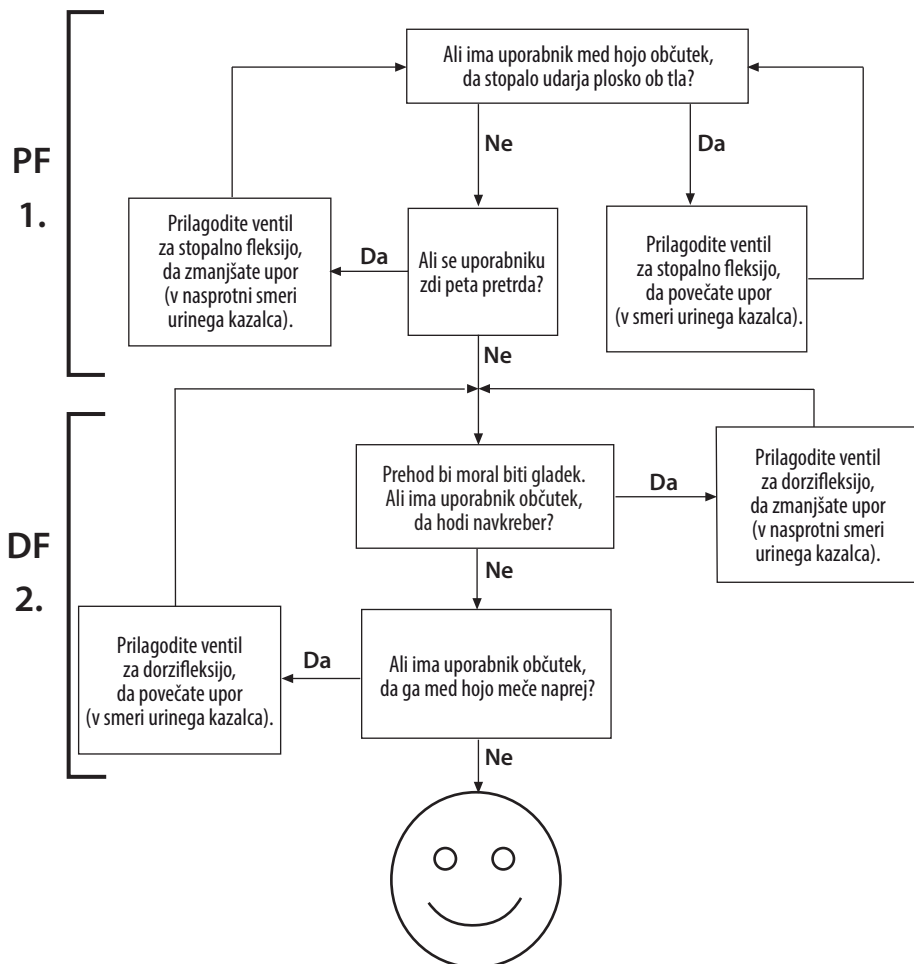 PF
1.
Ali ima uporabnik med hojo občutek,
da stopalo udarja plosko ob tla?
Ne
Da
Prilagodite ventil
za stopalno fleksijo,
da zmanjšate upor
(v nasprotni smeri
urinega kazalca).
Da
Ali se uporabniku
zdi peta pretrda?
Prilagodite ventil
za stopalno fleksijo,
da povečate upor
(v smeri urinega kazalca).
Ne
DF
2.
Prehod bi moral biti gladek.
Ali ima uporabnik občutek,
da hodi navkreber?
Da
Prilagodite ventil
za dorzifleksijo,
da zmanjšate upor
(v nasprotni smeri
urinega kazalca).
Ne
Prilagodite ventil
za dorzifleksijo,
da povečate upor
(v smeri urinega kazalca).
Da
Ali ima uporabnik občutek,
da ga med hojo meče naprej?
Ne